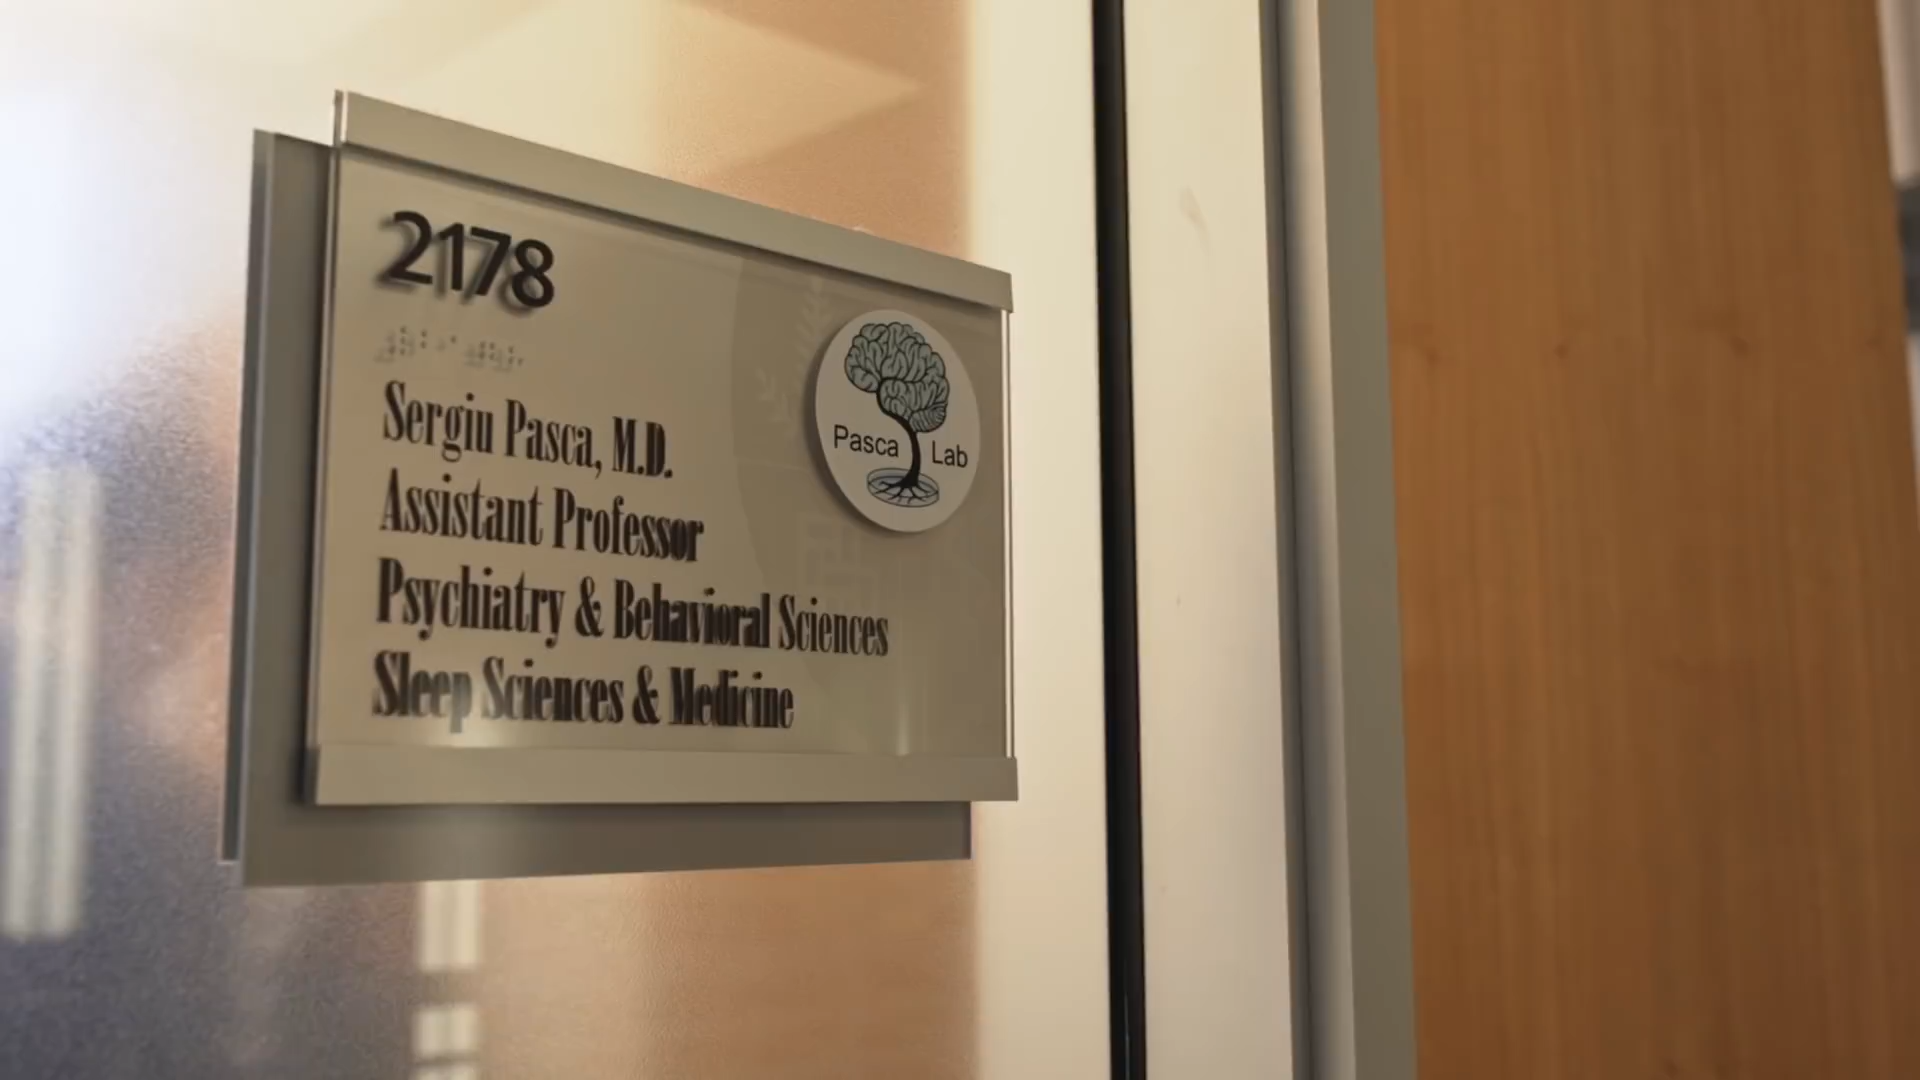 2178
Sergiu Pasca, M.D.
Assistant Professor
Psychiatry & Behavioral Sciences
Sleep Sciences & Medicine
Pasca Lab